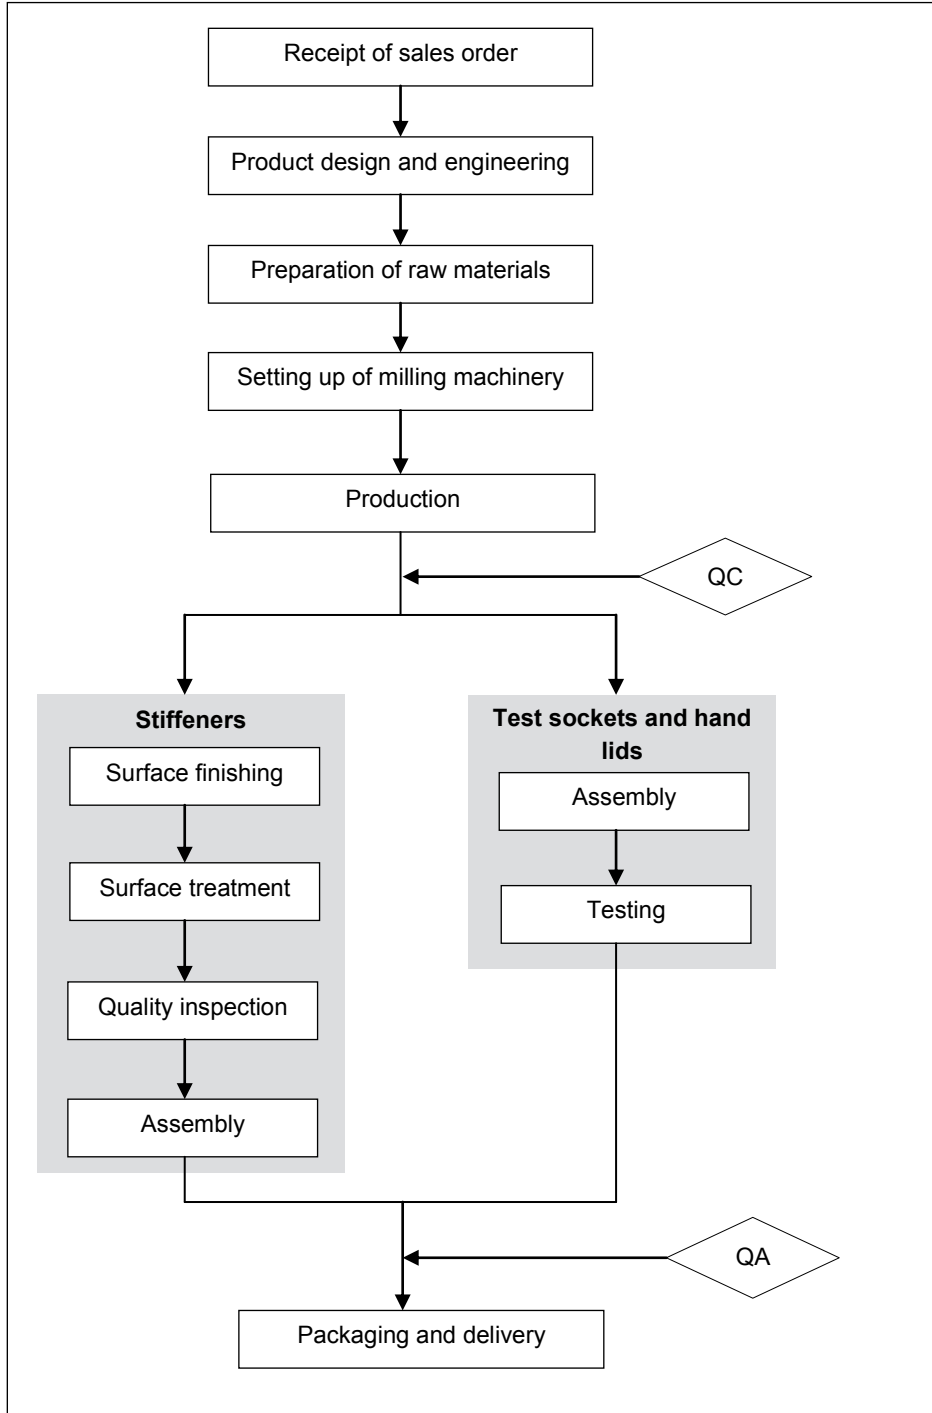 Receipt of sales order
Product design and engineering
Preparation of raw materials
Setting up of milling machinery
Production
QC
Stiffeners
Surface finishing
Surface treatment
Quality inspection
Assembly
Test sockets and hand
lids
Assembly
Testing
QA
Packaging and delivery